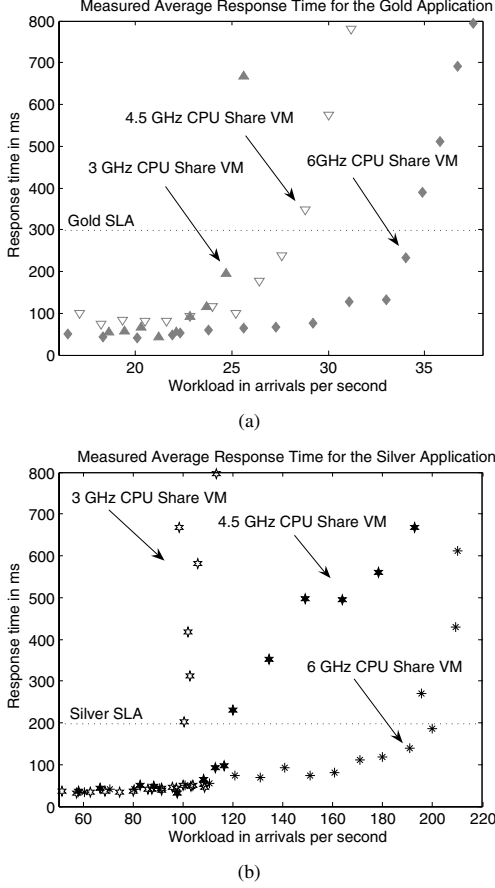 Measured Average Response Time for the Gold Application
800
700
600
500
400
300
200
100
0
Response time in ms
4.5 GHz CPU Share VM
3 GHz CPU Share VM
6GHz CPU Share VM
Gold SLA
20
25
30
35
Workload in arrivals per second
(a)
Measured Average Response Time for the Silver Application
800
700
600
500
400
300
200
100
0
Response time in ms
3 GHz CPU Share VM
4.5 GHz CPU Share VM
6 GHz CPU Share VM
Silver SLA
60
80
100
120
140
160
180
200
220
Workload in arrivals per second
(b)